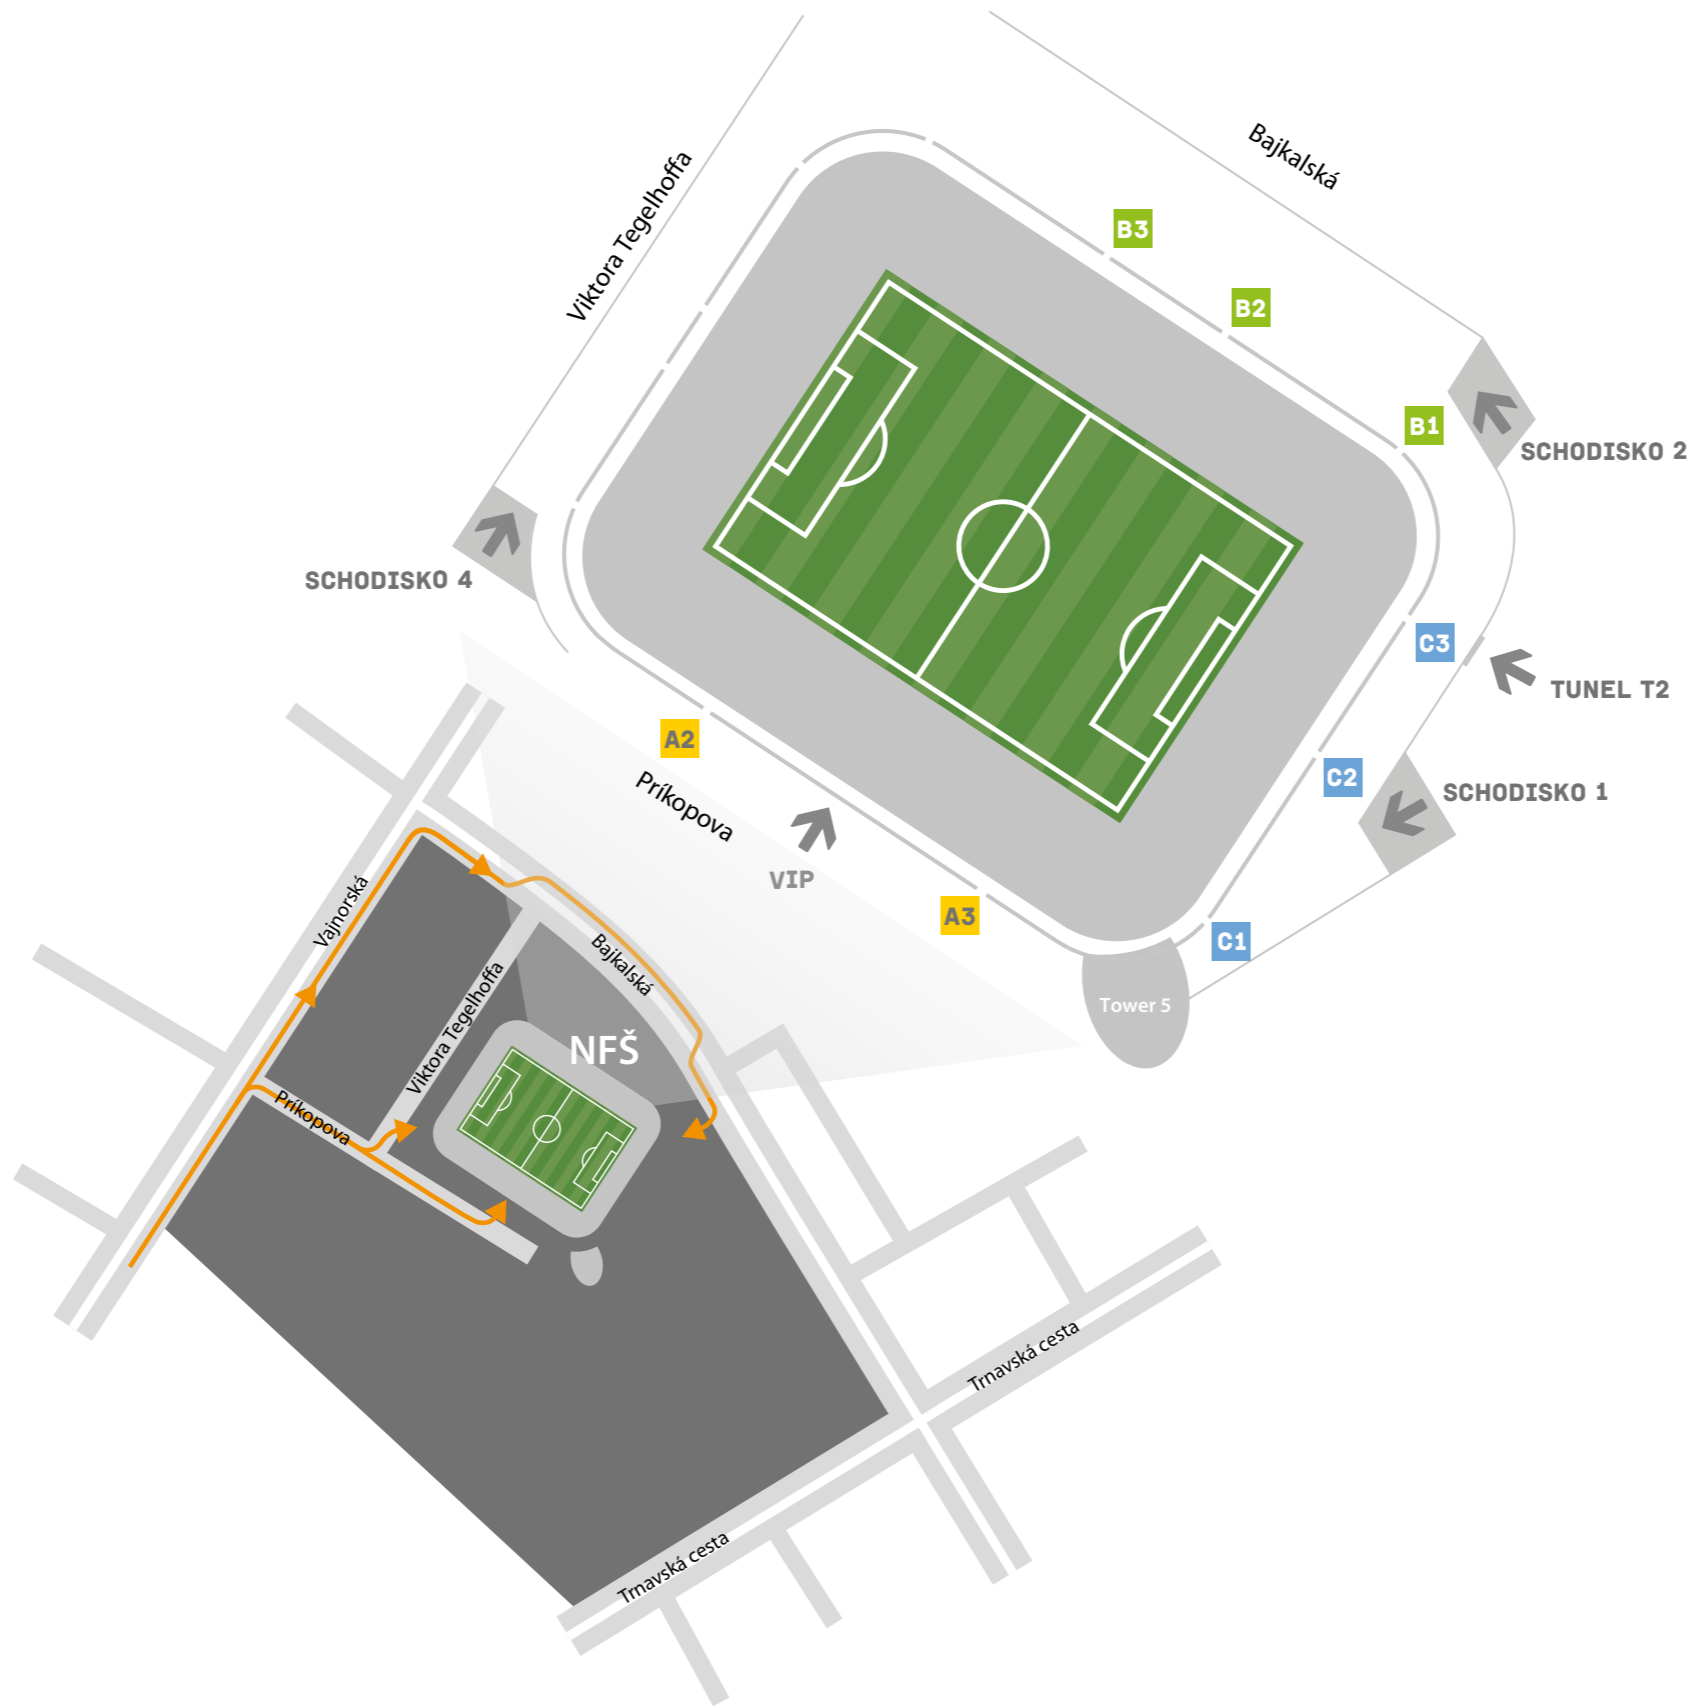 Bajkalská
Viktora Tegelhoffa
B3
B2
B1
SCHODISKO 2
SCHODISKO 4
C3
TUNEL T2
A2
Príkopova
C2
SCHODISKO 1
VIP
A3
C1
Tower 5
Vajnorská
Bajkalská
Viktora Tegelhoffa
NFŠ
Príkopova
Trnavská cesta
Trnavská cesta